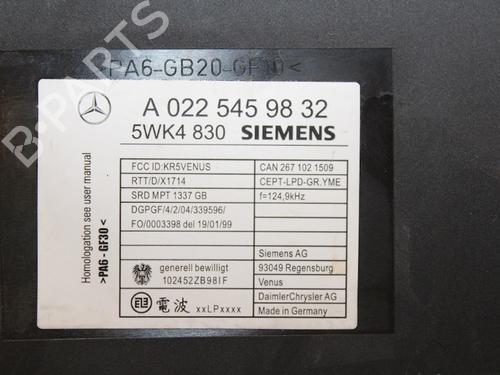 >PA6-GB20-GF10<
B-PARTS
A 022 545 98 32
5WK4 830 SIEMENS
FCC ID:KR5VENUS
CAN 267 102 1509
RTT/D/X1714
CEPT-LPD-GR.YME
SRD MPT 1337 GB
f=124,9kHz
DGPGF/4/2/04/339596/
FO/0003398 del 19/01/99
Siemens AG
generell bewilligt
93049 Regensburg
102452ZB98IF
Venus
DaimlerChrysler AG
電波 xxLPxxxx
Made in Germany
Homologation see user manual
>PA6 - GF30<